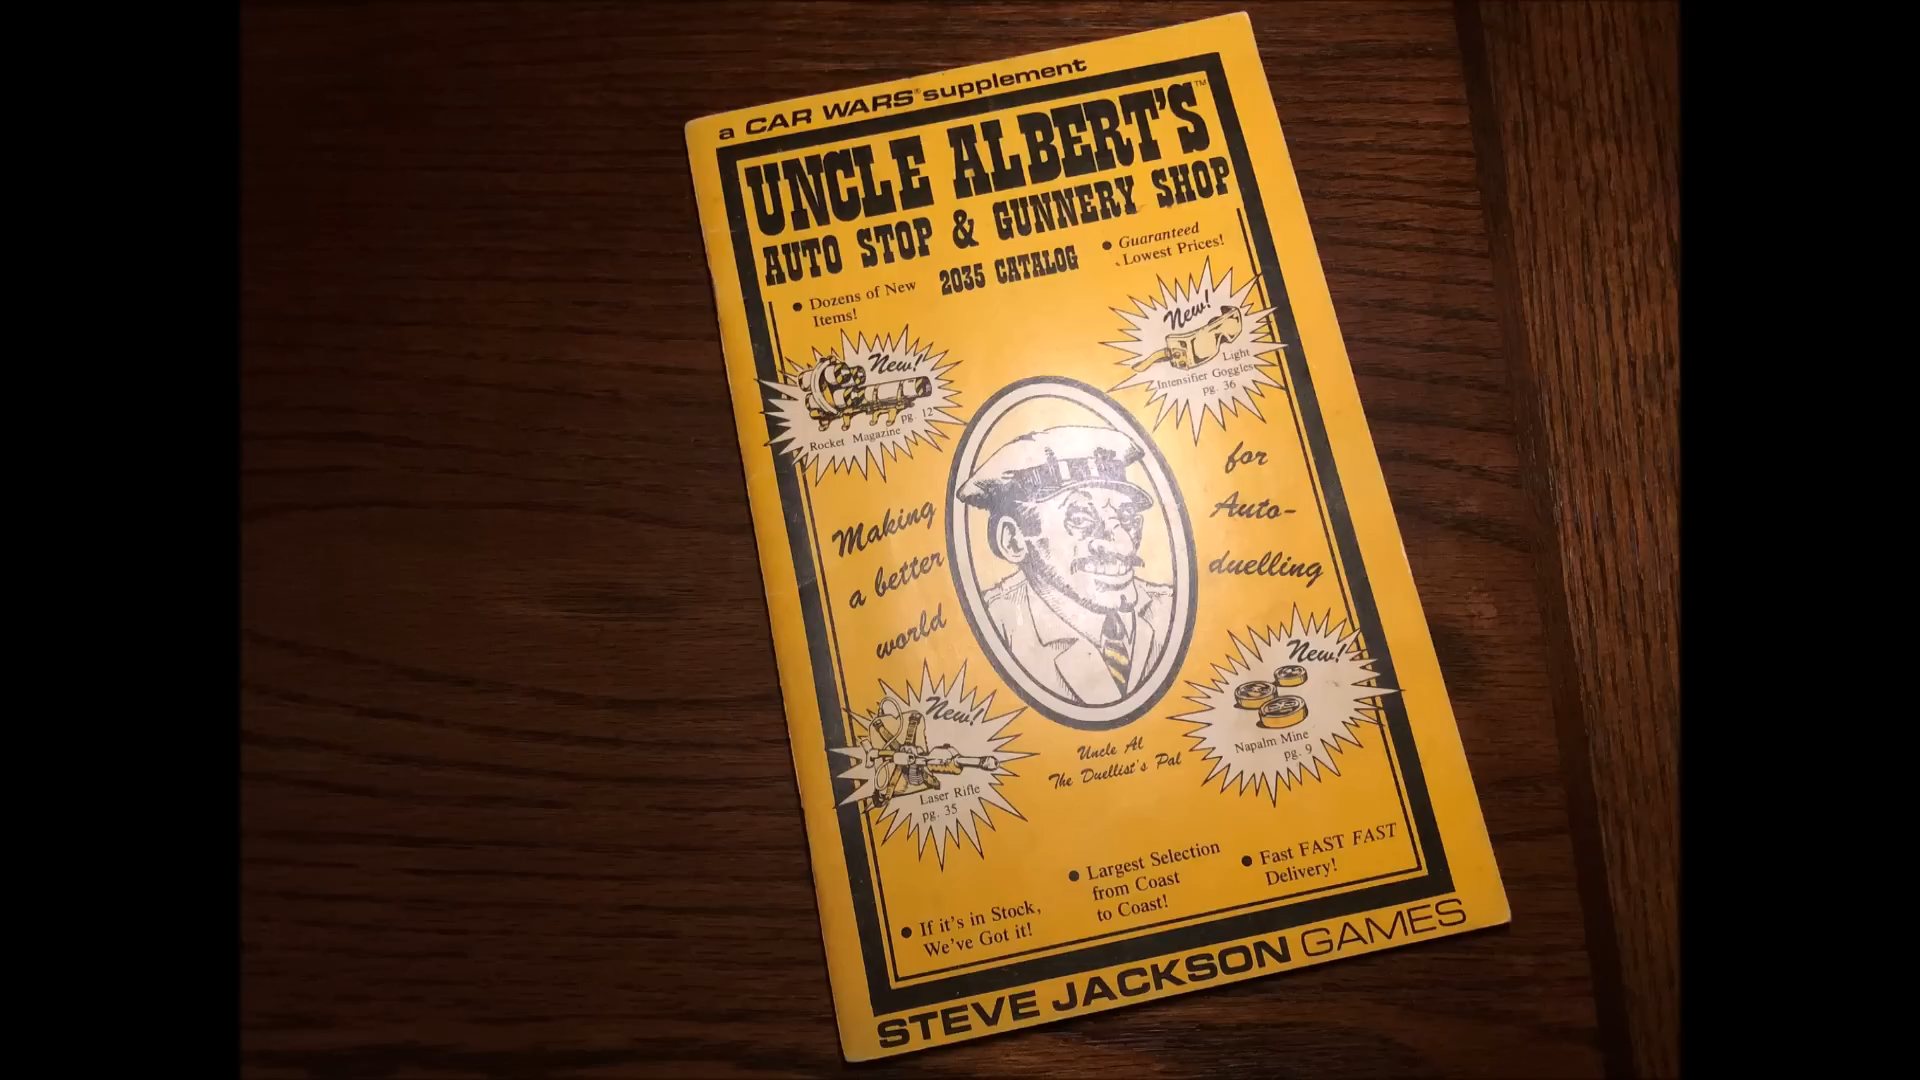 a CAR WARS® supplement
UNCLE ALBERT'S™
AUTO STOP & GUNNERY SHOP
2035 CATALOG
• Guaranteed
Lowest Prices!
• Dozens of New
Items!
New!
Rocket Magazine pg. 12
New!
Light
Intensifier Goggles
pg. 36
Making
a better
world
for
Auto-
duelling
New!
Laser Rifle
pg. 35
New!
Napalm Mine
pg. 9
Uncle Al
The Duellist's Pal
• If it's in Stock,
We've Got it!
• Largest Selection
from Coast
to Coast!
• Fast FAST FAST
Delivery!
STEVE JACKSON GAMES